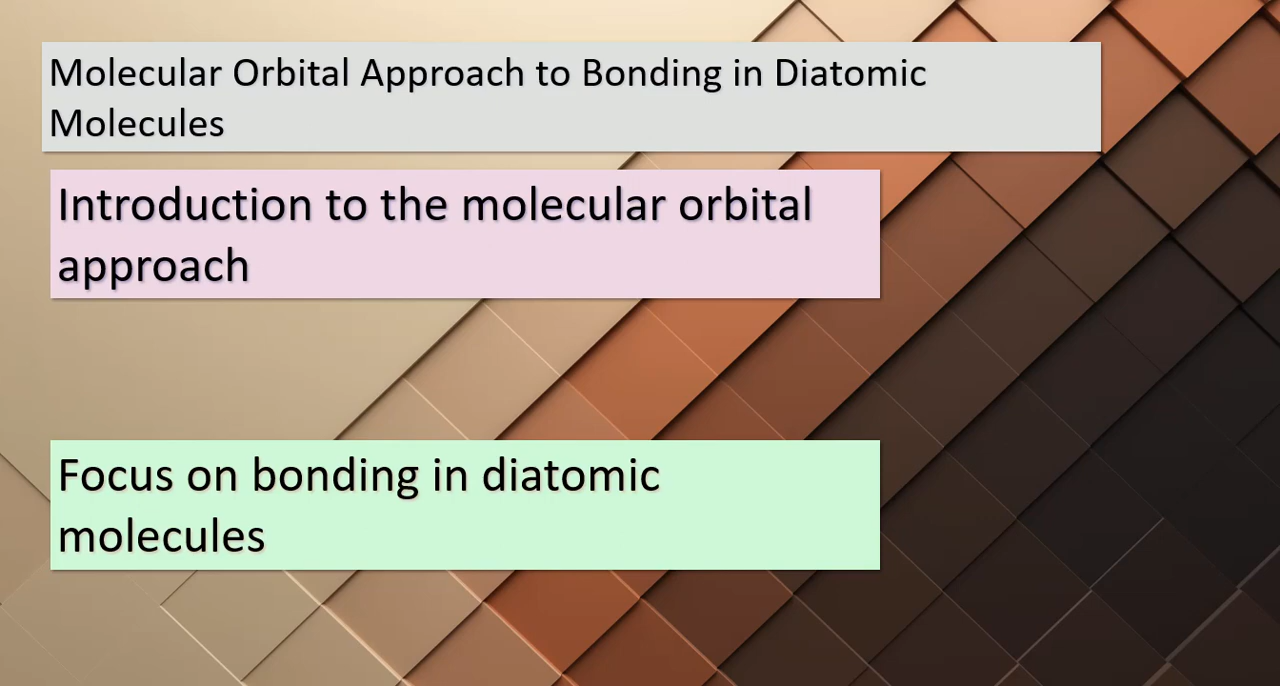 Molecular Orbital Approach to Bonding in Diatomic
Molecules
Introduction to the molecular orbital
approach
Focus on bonding in diatomic
molecules